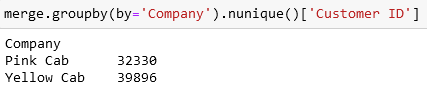 merge.groupby(by='Company').nunique()['Customer ID']
Company
Pink Cab      32330
Yellow Cab    39896